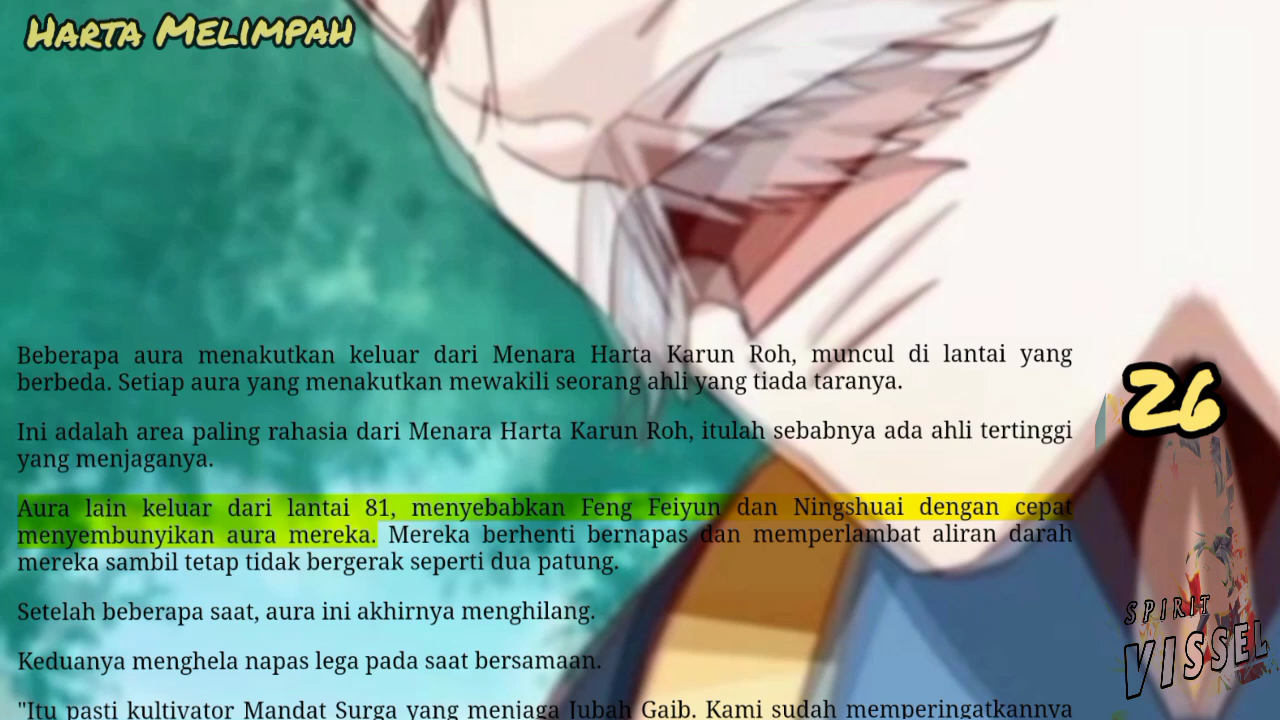 Harta Melimpah
Beberapa aura menakutkan keluar dari Menara Harta Karun Roh, muncul di lantai yang
berbeda. Setiap aura yang menakutkan mewakili seorang ahli yang tiada taranya.
Ini adalah area paling rahasia dari Menara Harta Karun Roh, itulah sebabnya ada ahli tertinggi
yang menjaganya.
Aura lain keluar dari lantai 81, menyebabkan Feng Feiyun dan Ningshuai dengan cepat
menyembunyikan aura mereka. Mereka berhenti bernapas dan memperlambat aliran darah
mereka sambil tetap tidak bergerak seperti dua patung.
Setelah beberapa saat, aura ini akhirnya menghilang.
Keduanya menghela napas lega pada saat bersamaan.
"Itu pasti kultivator Mandat Surga yang menjaga Jubah Gaib. Kami sudah memperingatkannya
26
SPIRIT
VISSEL